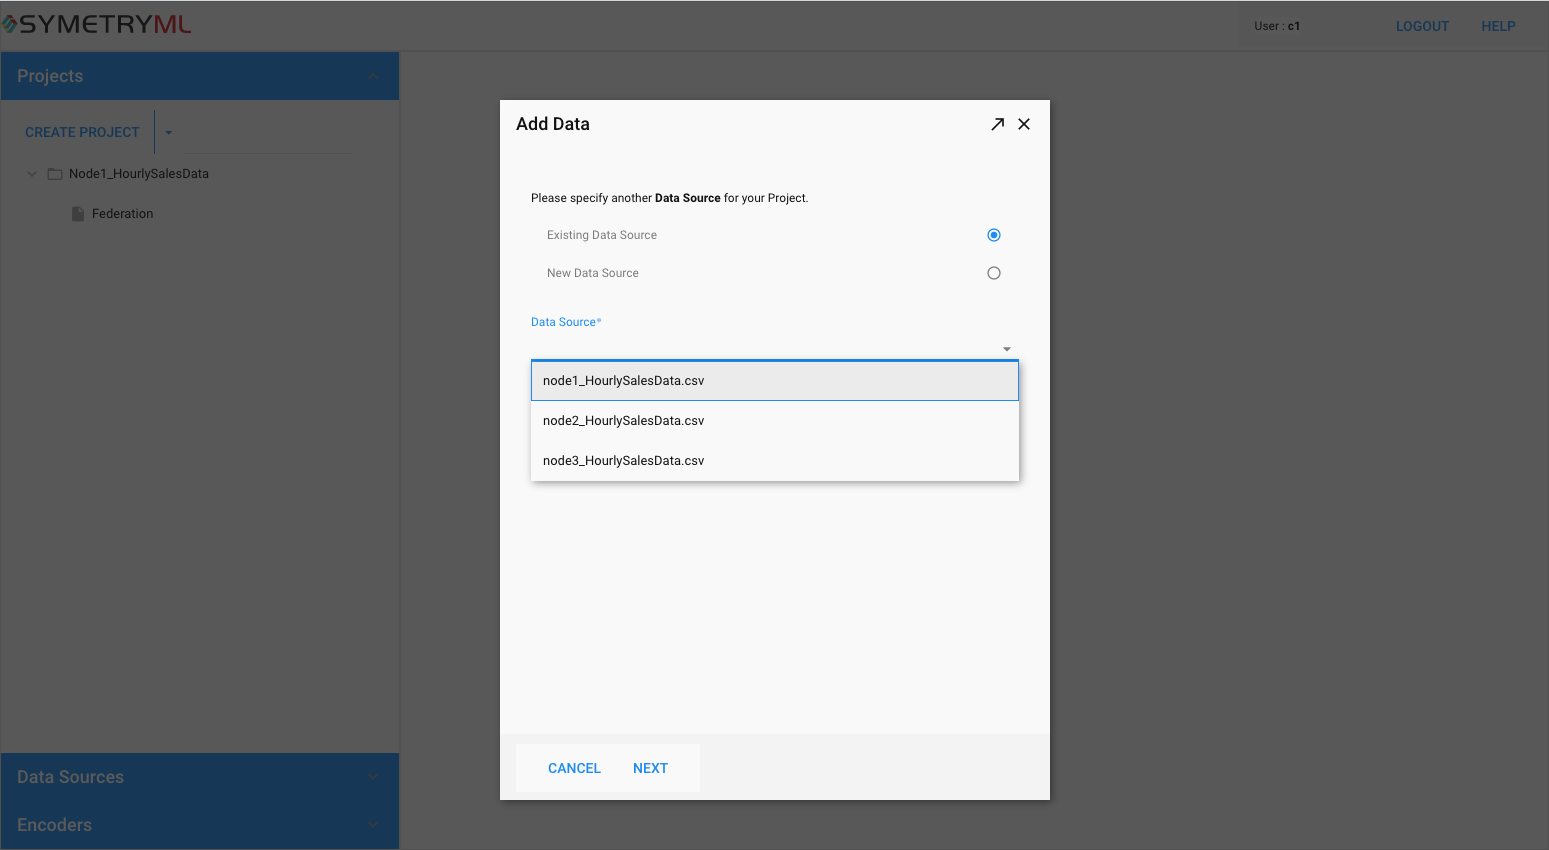 SYMETRYML
User : c1
LOGOUT
HELP
Projects
CREATE PROJECT
Node1_HourlySalesData
Federation
Data Sources
Encoders
Add Data
Please specify another Data Source for your Project.
Existing Data Source
New Data Source
Data Source*
node1_HourlySalesData.csv
node2_HourlySalesData.csv
node3_HourlySalesData.csv
CANCEL
NEXT